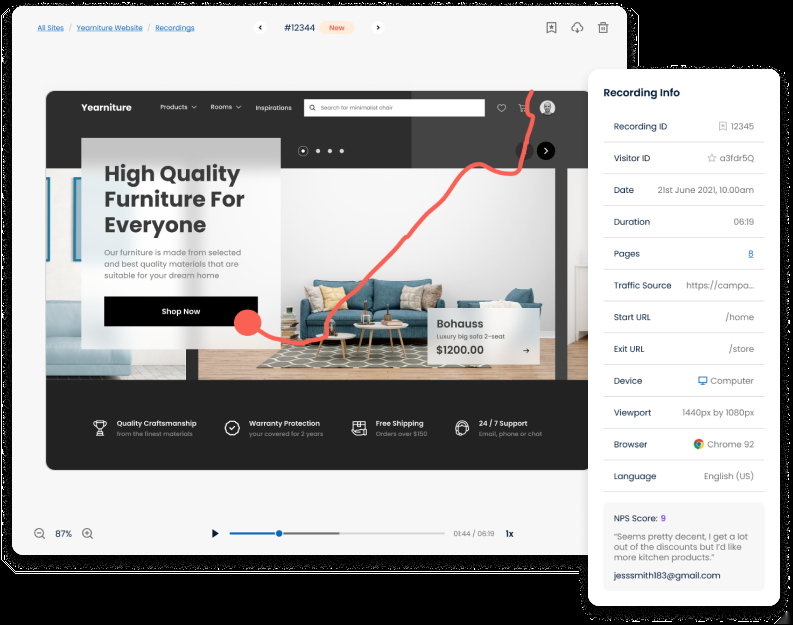 All Sites / Yearniture Website / Recordings
#12344 New
Yearniture
Products
Rooms
Inspirations
Search for minimalist chair
High Quality
Furniture For
Everyone
Our furniture is made from selected
and best quality materials that are
suitable for your dream home
Shop Now
Bohauss
Luxury big sofa 2-seat
$1200.00
Quality Craftsmanship
from the finest materials
Warranty Protection
your covered for 2 years
Free Shipping
Orders over $150
24 / 7 Support
Email, phone or chat
87%
01:44 / 06:19
1x
Recording Info
Recording ID 12345
Visitor ID a3fdr5Q
Date 21st June 2021, 10.00am
Duration 06:19
Pages 8
Traffic Source https://campa...
Start URL /home
Exit URL /store
Device Computer
Viewport 1440px by 1080px
Browser Chrome 92
Language English (US)
NPS Score: 9
“Seems pretty decent, I get a lot
out of the discounts but I’d like
more kitchen products.”
jesssmith183@gmail.com